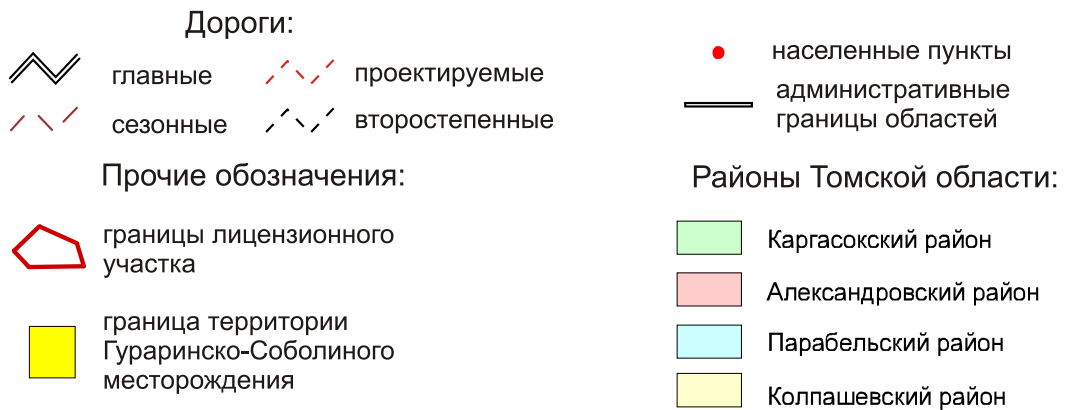 Дороги:
главные
проектируемые
сезонные
второстепенные
населенные пункты
административные
границы областей
Прочие обозначения:
границы лицензионного
участка
граница территории
Гураринско-Соболиного
месторождения
Районы Томской области:
Каргасокский район
Александровский район
Парабельский район
Колпашевский район